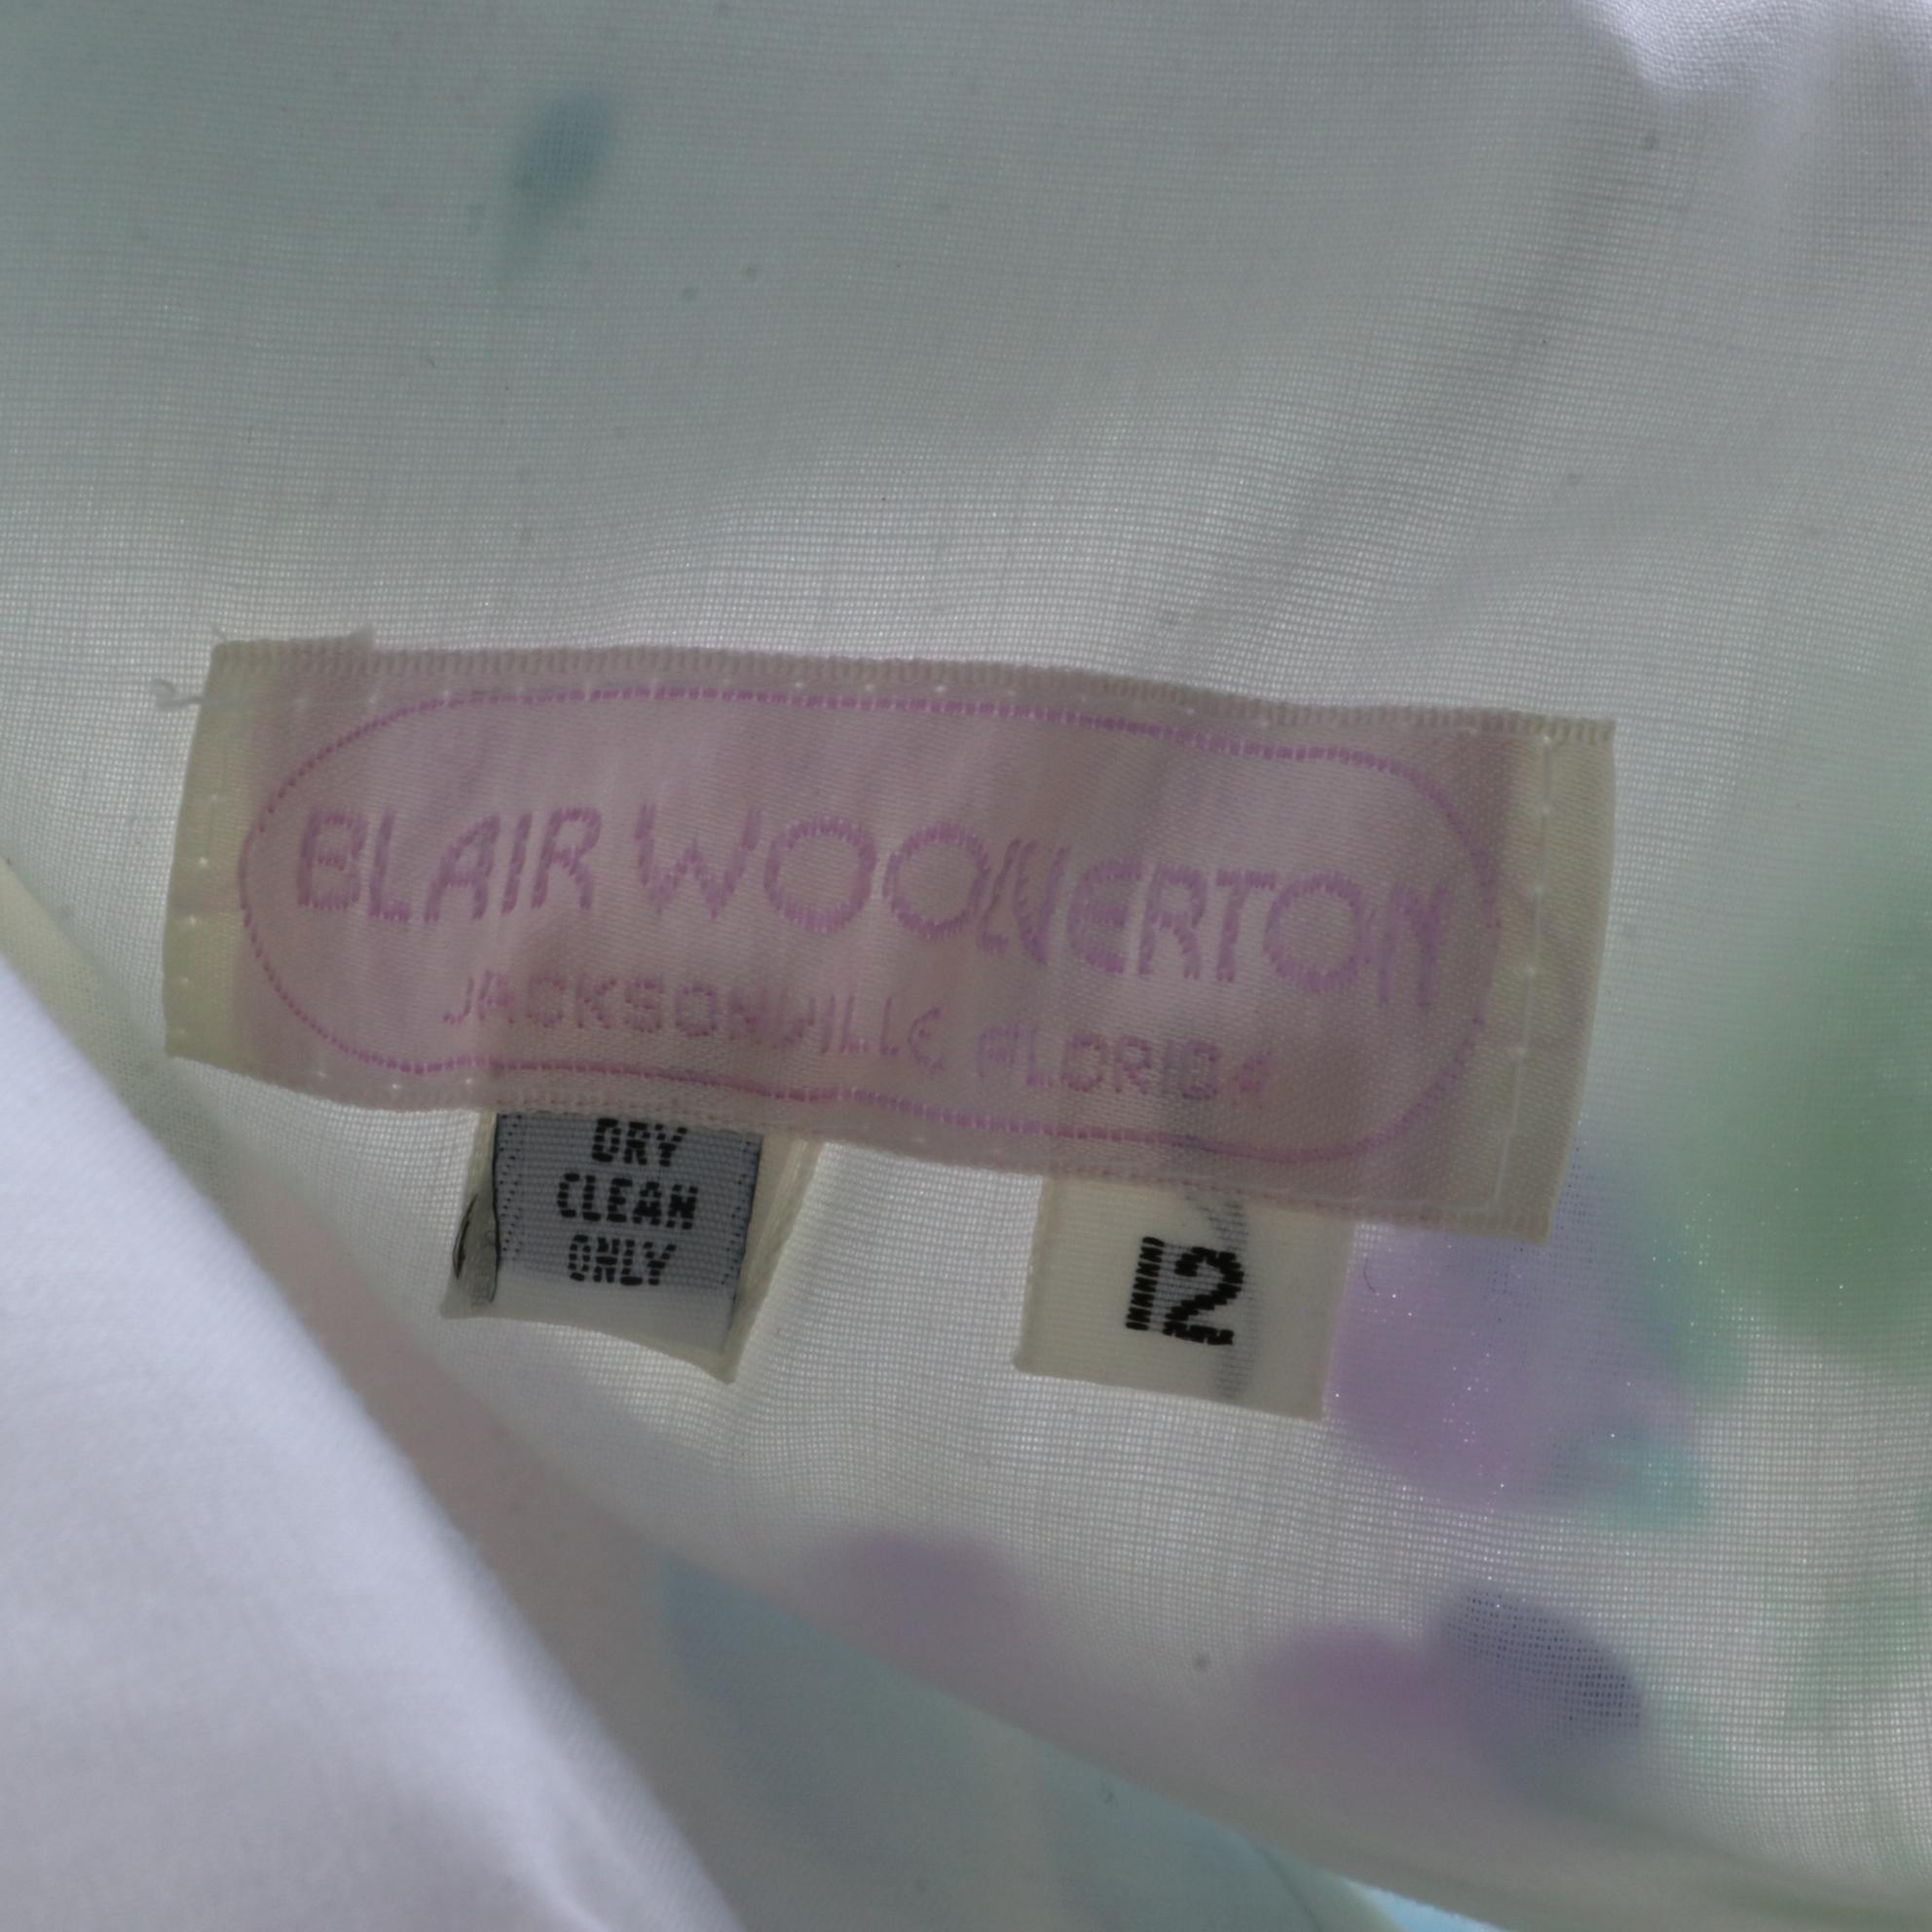 BLAIR WOOLVERTON
JACKSONVILLE FLORIDA
DRY
CLEAN
ONLY
12